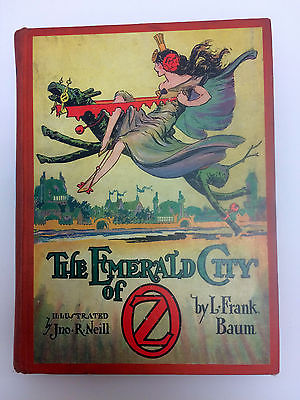 THE EMERALD CITY
of OZ
by L. FRANK
BAUM
ILLUSTRATED
by Jno. R. Neill